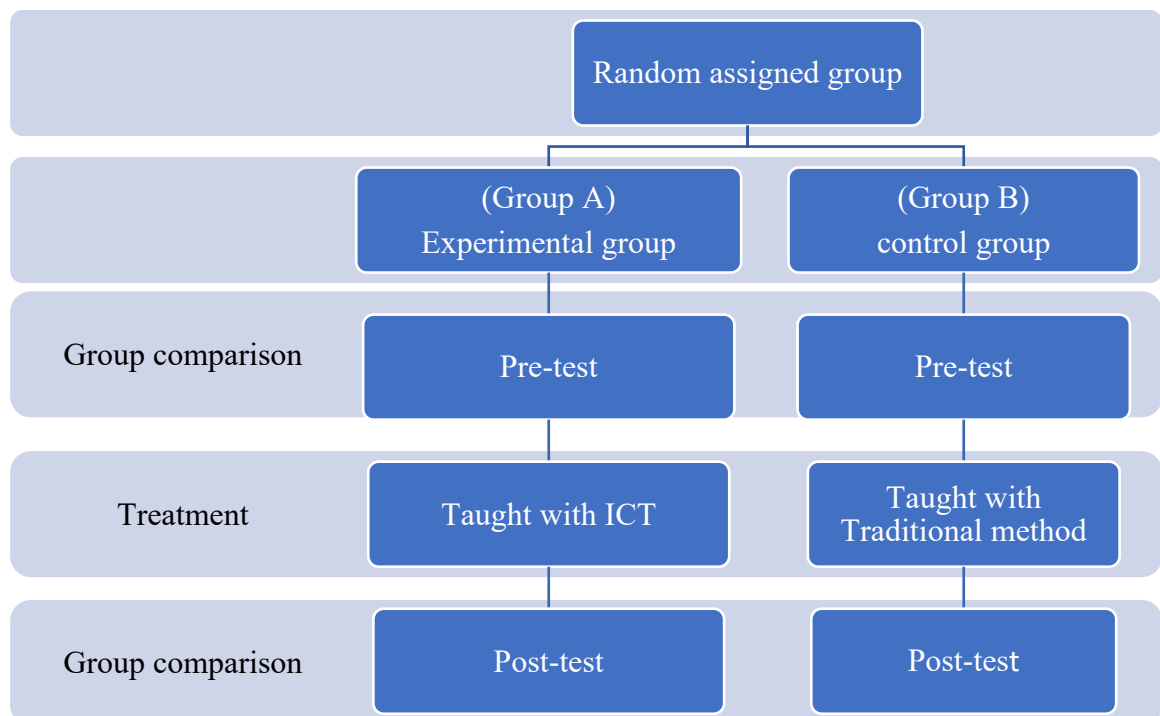 Random assigned group
(Group A)
Experimental group
(Group B)
control group
Group comparison
Pre-test
Pre-test
Treatment
Taught with ICT
Taught with
Traditional method
Group comparison
Post-test
Post-test